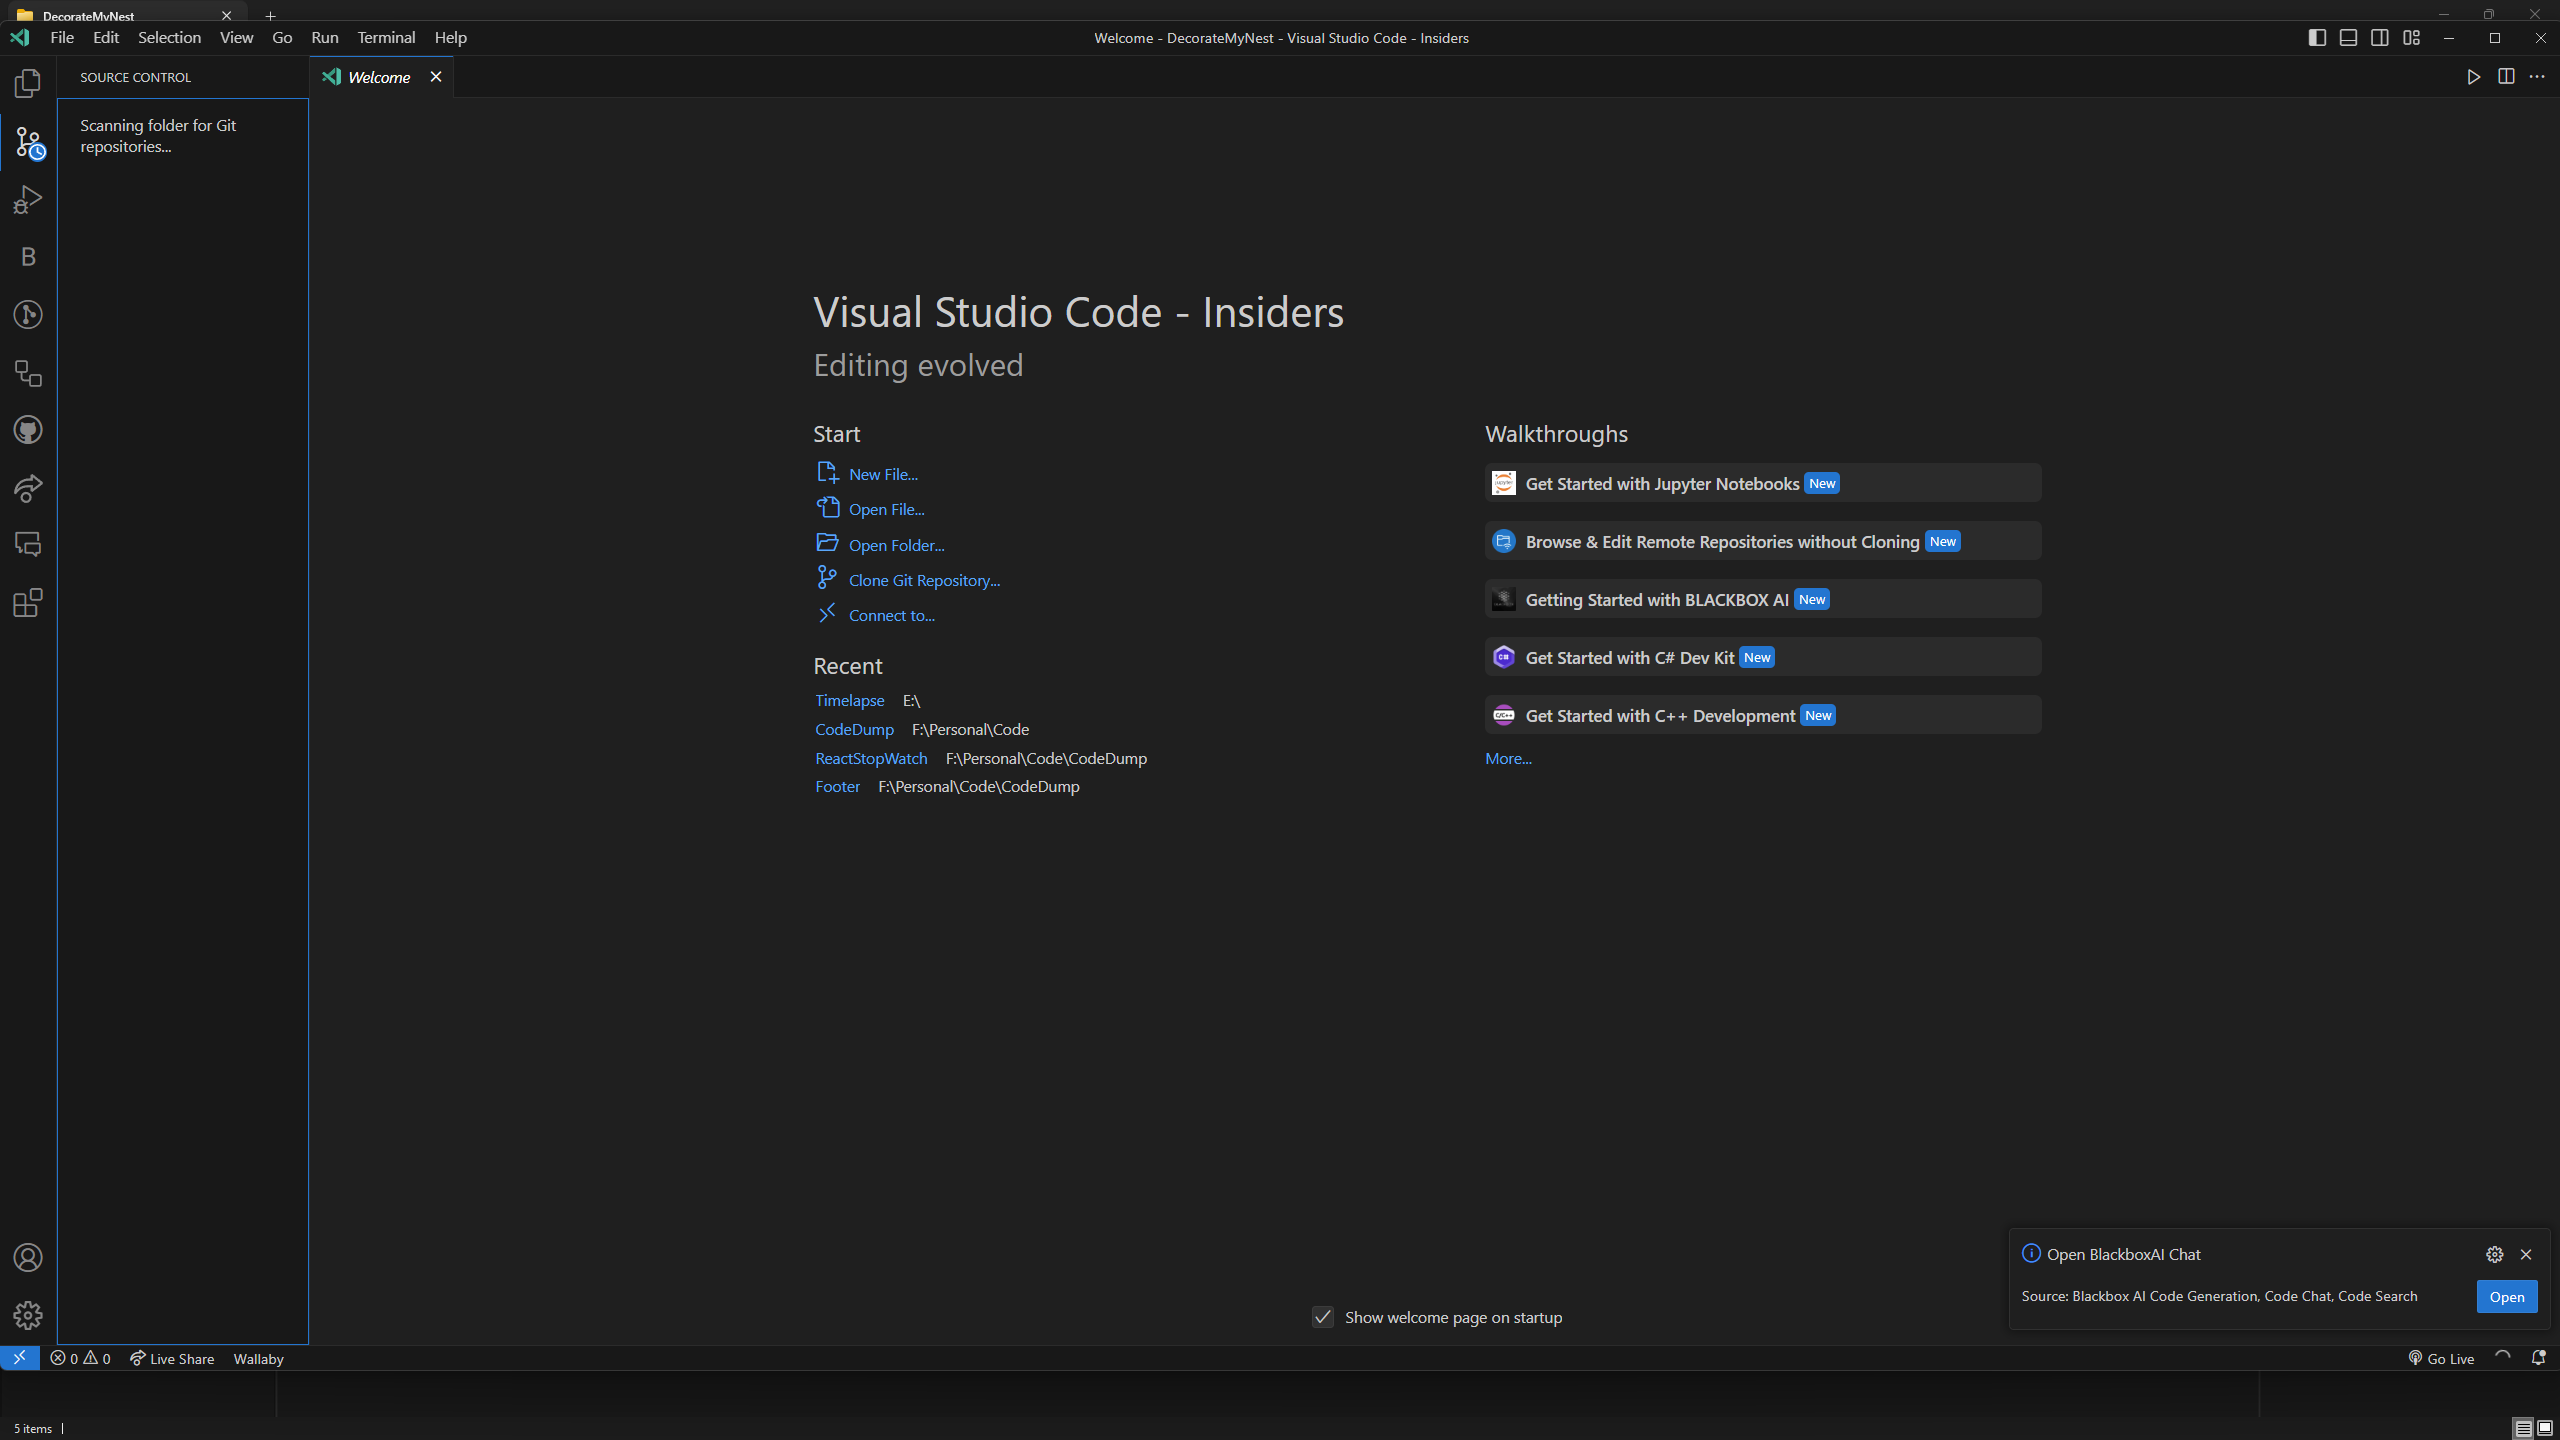 DecorateMyNest
File Edit Selection View Go Run Terminal Help
Welcome - DecorateMyNest - Visual Studio Code - Insiders
SOURCE CONTROL
Welcome
Scanning folder for Git
repositories...
B
Visual Studio Code - Insiders
Editing evolved
Start
New File...
Open File...
Open Folder...
Clone Git Repository...
Connect to...
Recent
Timelapse E:\
CodeDump F:\Personal\Code
ReactStopWatch F:\Personal\Code\CodeDump
Footer F:\Personal\Code\CodeDump
Walkthroughs
Get Started with Jupyter Notebooks New
Browse & Edit Remote Repositories without Cloning New
Getting Started with BLACKBOX AI New
Get Started with C# Dev Kit New
Get Started with C++ Development New
More...
Open BlackboxAI Chat
Source: Blackbox AI Code Generation, Code Chat, Code Search
Open
Show welcome page on startup
0 0 Live Share Wallaby
Go Live
5 items